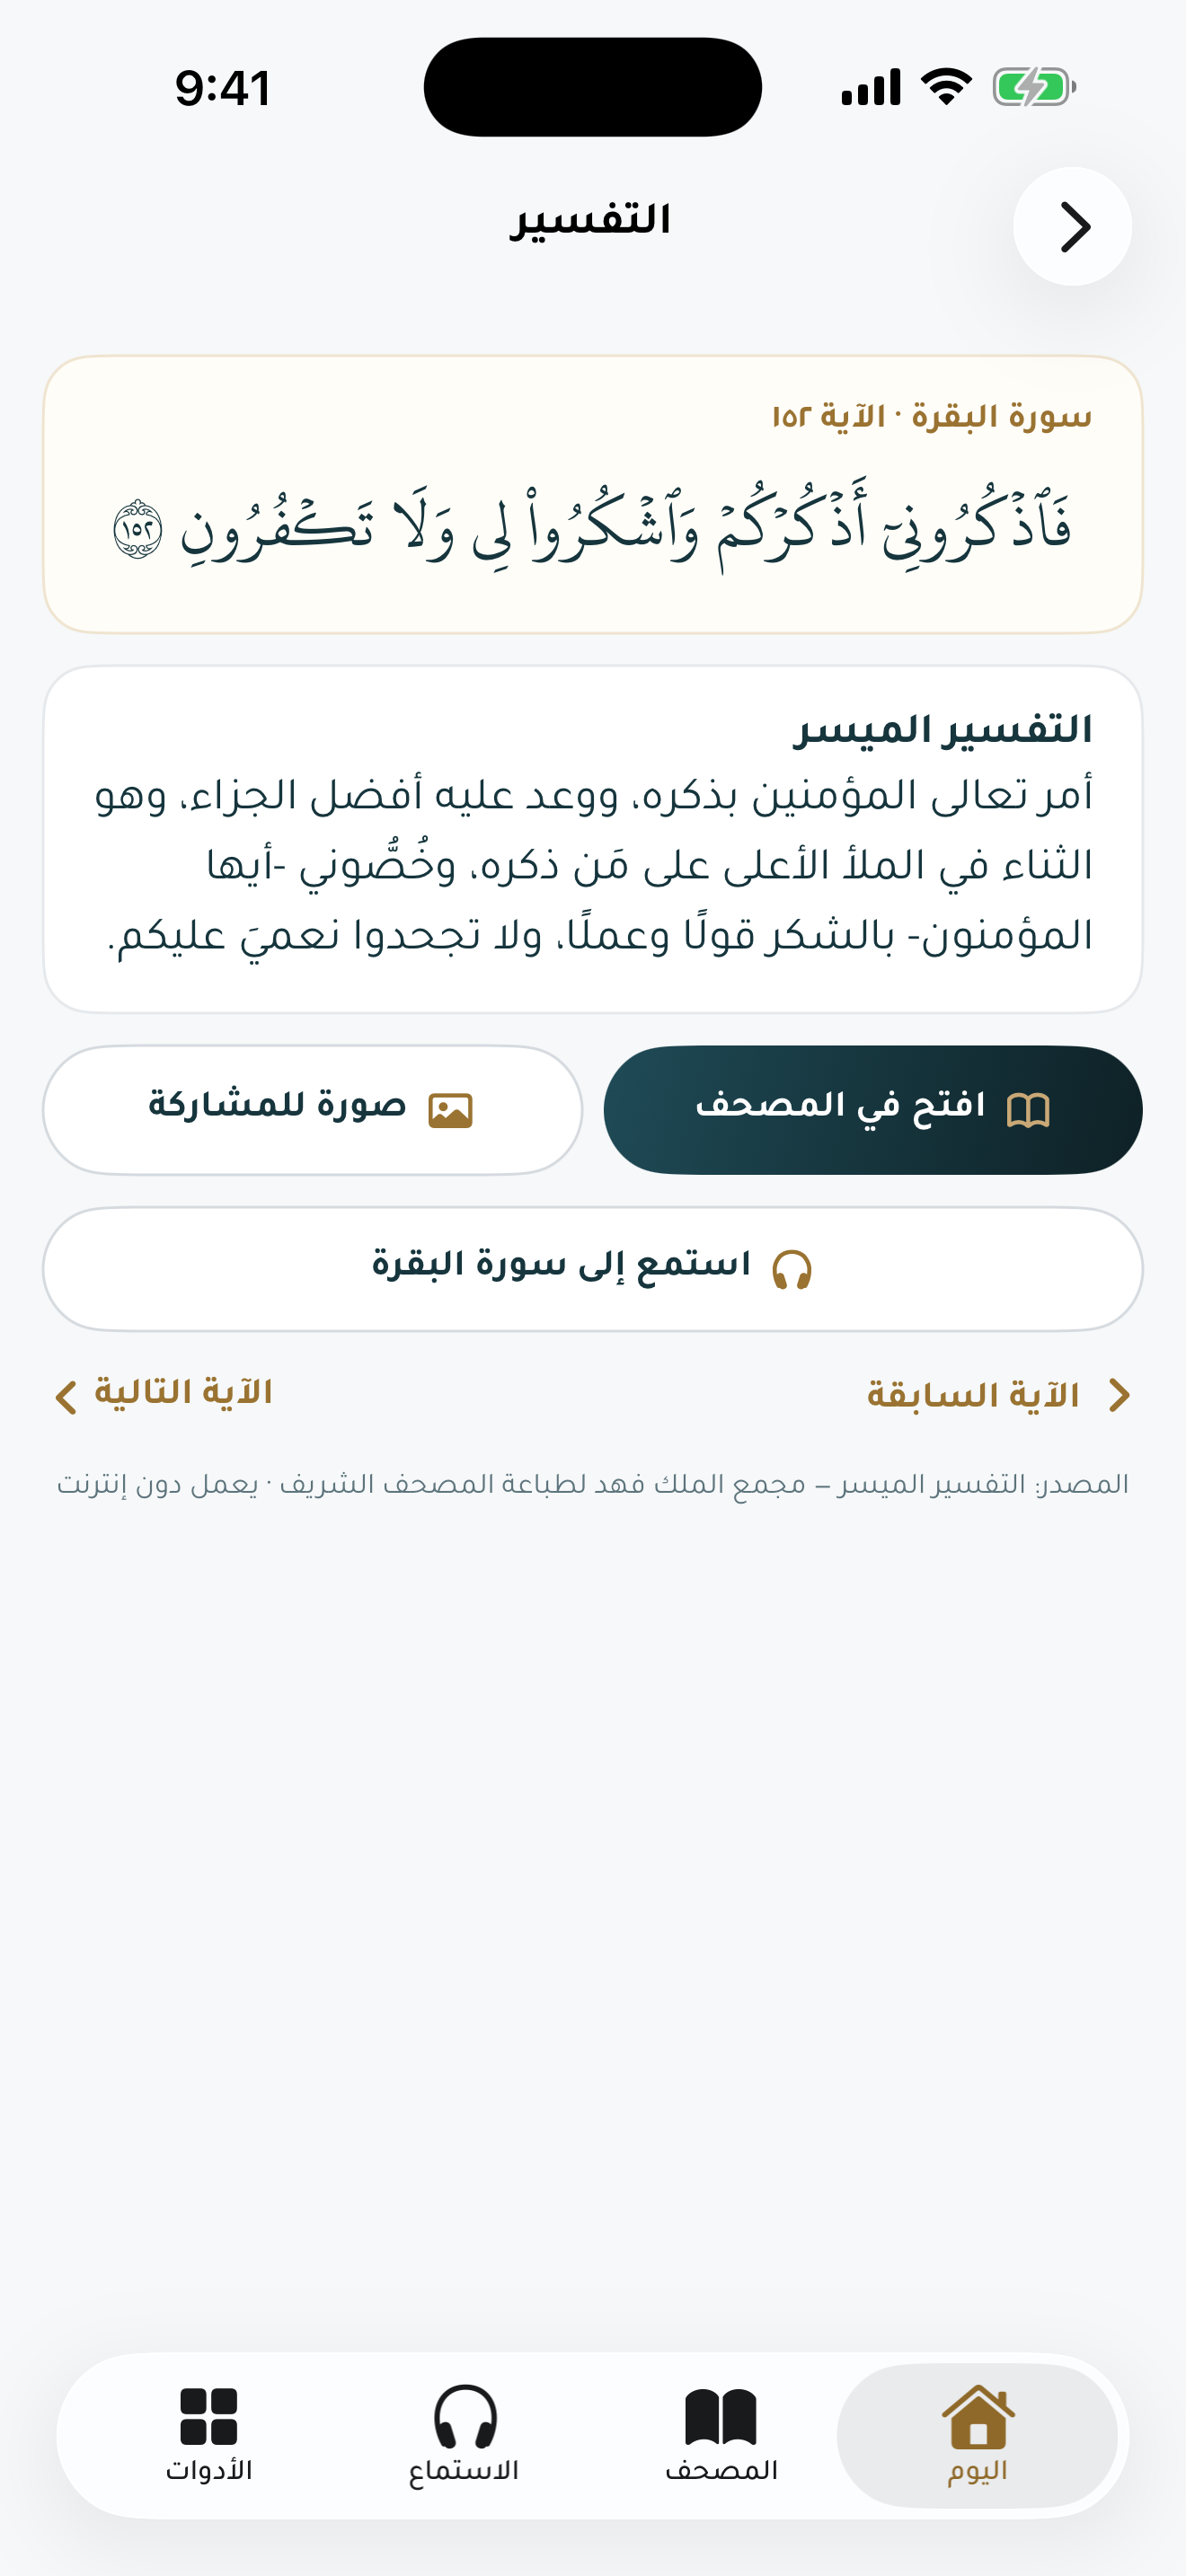 9:41
التفسير
سورة البقرة · الآية ١٥٢
فَٱذۡكُرُونِيٓ أَذۡكُرۡكُمۡ وَٱشۡكُرُواْ لِي وَلَا تَكۡفُرُونِ ١٥٢
التفسير الميسر
أمر تعالى المؤمنين بذكره، ووعد عليه أفضل الجزاء، وهو
الثناء في الملأ الأعلى على مَن ذكره، وخُصُّوني -أيها
المؤمنون- بالشكر قولًا وعملًا، ولا تجحدوا نعميَ عليكم.
افتح في المصحف
صورة للمشاركة
استمع إلى سورة البقرة
الآية السابقة
الآية التالية
المصدر: التفسير الميسر – مجمع الملك فهد لطباعة المصحف الشريف · يعمل دون إنترنت
اليوم
المصحف
الاستماع
الأدوات